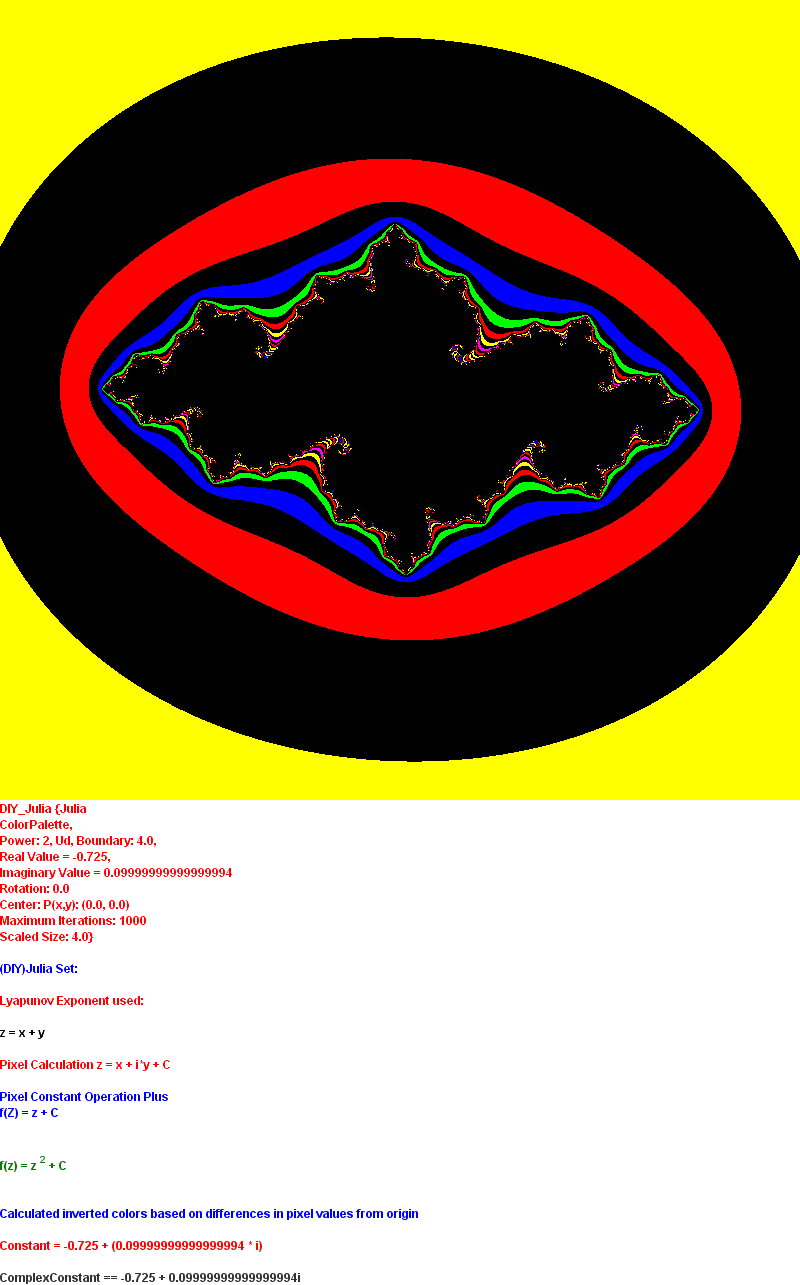 DIY_Julia {Julia
ColorPalette,
Power: 2, Ud, Boundary: 4.0,
Real Value = -0.725,
Imaginary Value = 0.09999999999999994
Rotation: 0.0
Center: P(x,y): (0.0, 0.0)
Maximum Iterations: 1000
Scaled Size: 4.0}
(DIY)Julia Set:
Lyapunov Exponent used:
z = x + y
Pixel Calculation z = x + i*y + C
Pixel Constant Operation Plus
f(Z) = z + C
f(z) = z 2 + C
Calculated inverted colors based on differences in pixel values from origin
Constant = -0.725 + (0.09999999999999994 * i)
ComplexConstant == -0.725 + 0.09999999999999994i